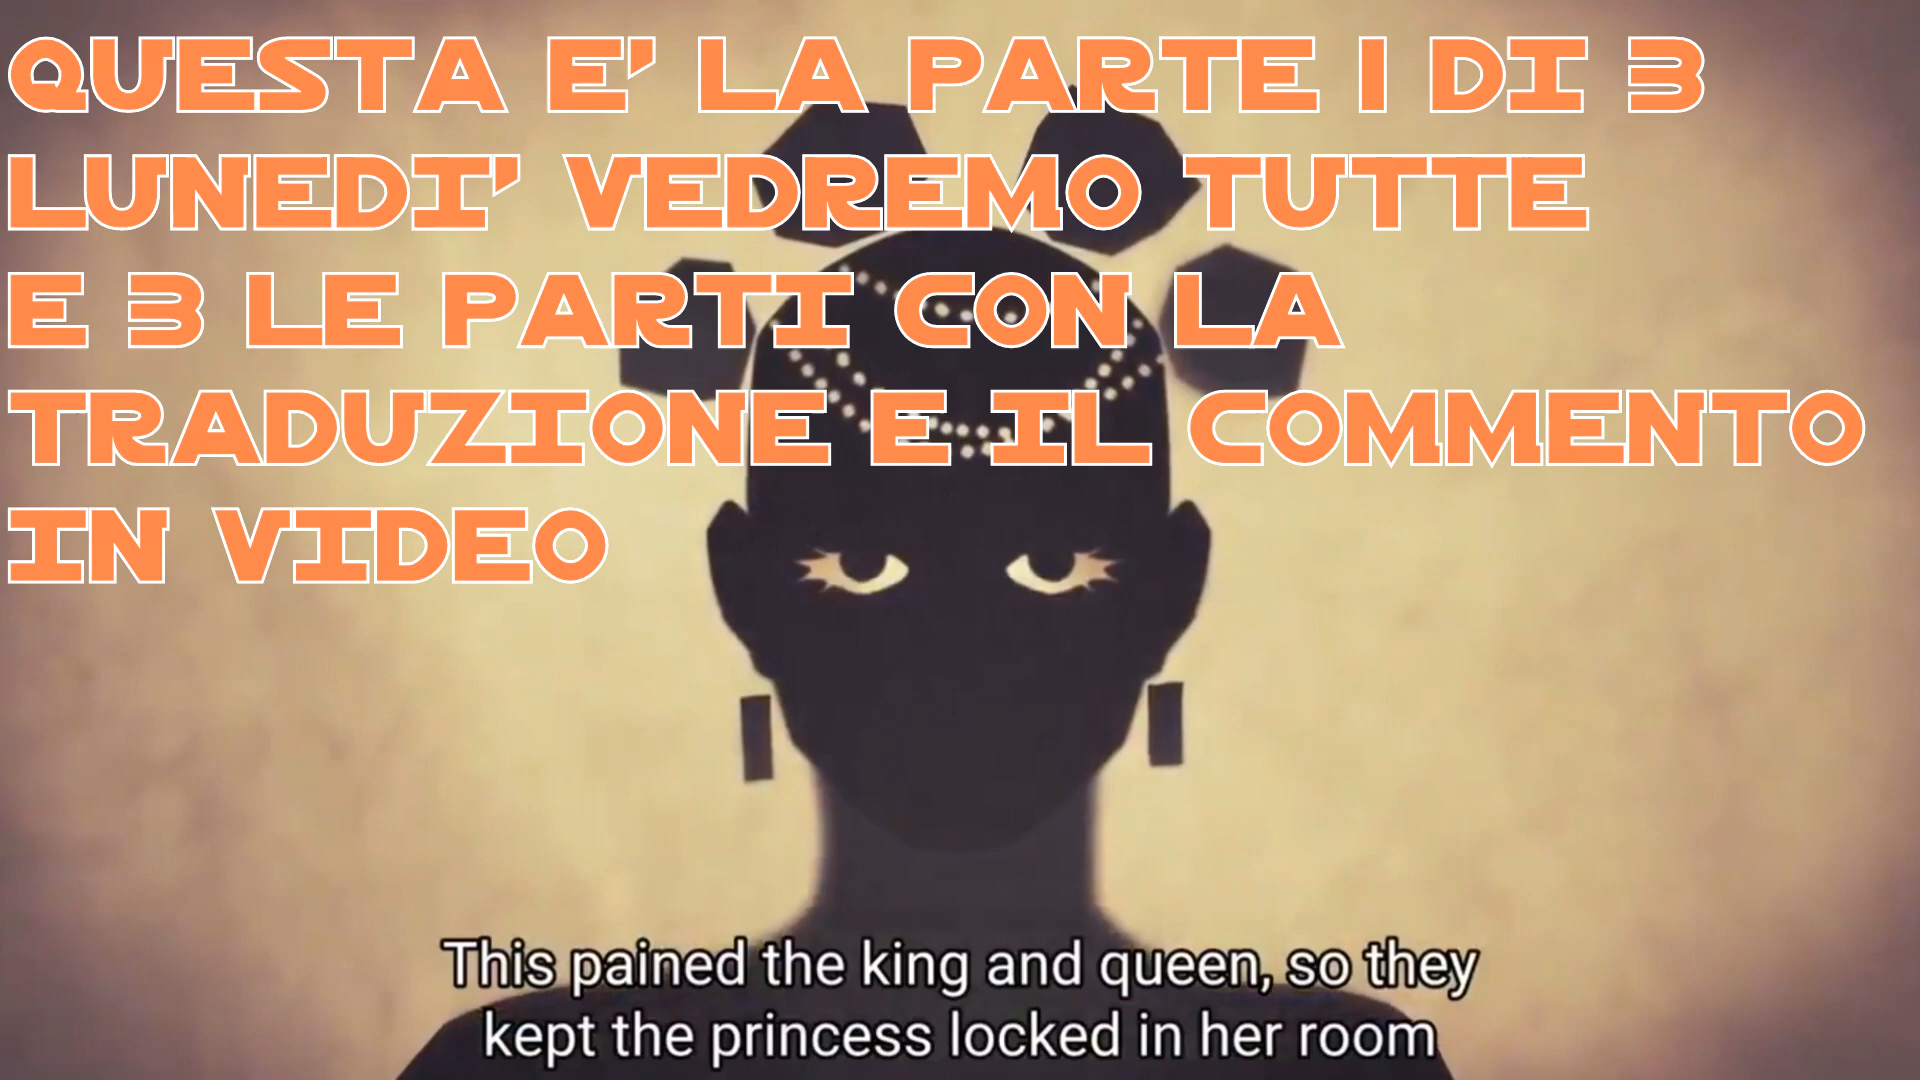 QUESTA E' LA PARTE 1 DI 3
LUNEDI' VEDREMO TUTTE
E 3 LE PARTI CON LA
TRADUZIONE E IL COMMENTO
IN VIDEO
This pained the king and queen, so they
kept the princess locked in her room